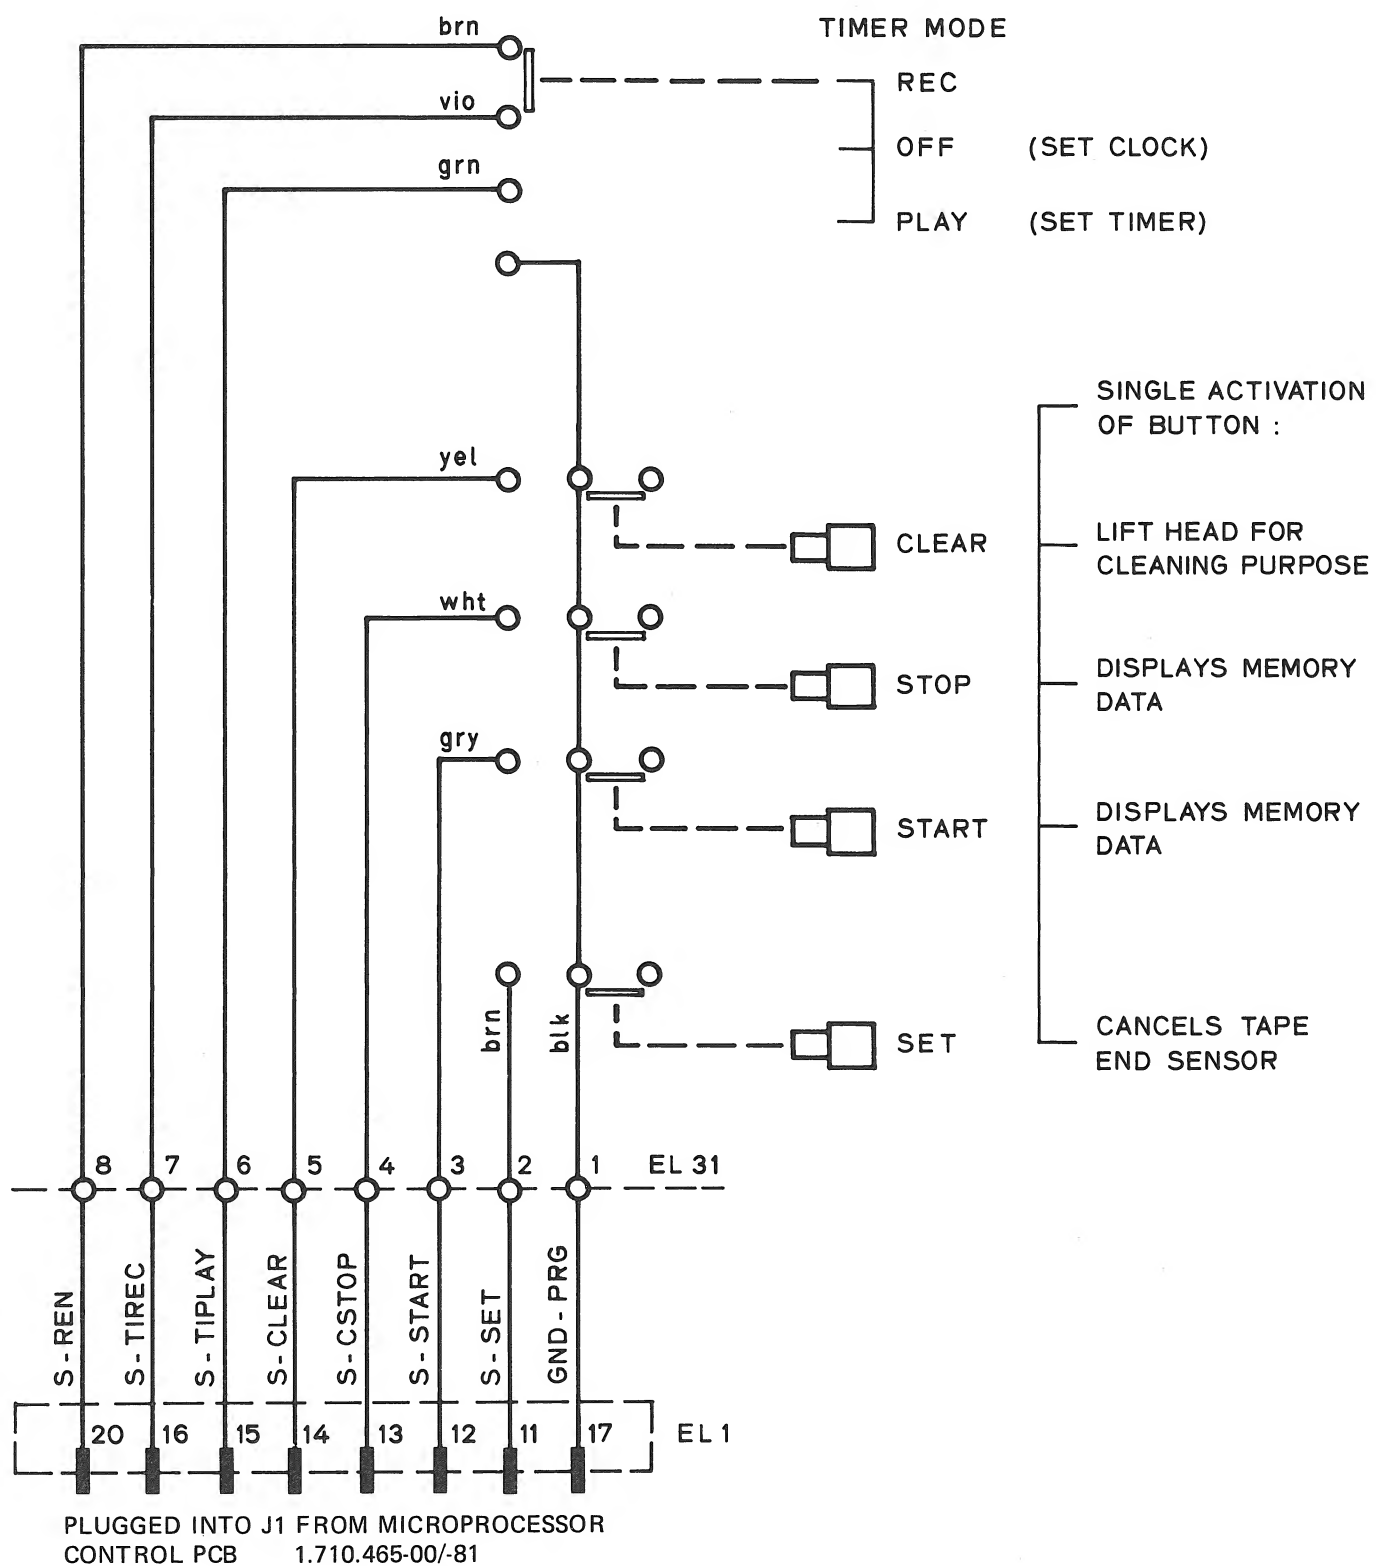 brn
TIMER MODE
REC
vio
OFF (SET CLOCK)
grn
PLAY (SET TIMER)
SINGLE ACTIVATION
OF BUTTON :
yel
CLEAR
LIFT HEAD FOR
CLEANING PURPOSE
wht
STOP
DISPLAYS MEMORY
DATA
gry
START
DISPLAYS MEMORY
DATA
brn
blk
SET
CANCELS TAPE
END SENSOR
8 7 6 5 4 3 2 1 EL 31
S-REN
S-TIREC
S-TIPLAY
S-CLEAR
S-CSTOP
S-START
S-SET
GND-PRG
20 16 15 14 13 12 11 17 EL 1
PLUGGED INTO J1 FROM MICROPROCESSOR
CONTROL PCB 1.710.465-00/-81